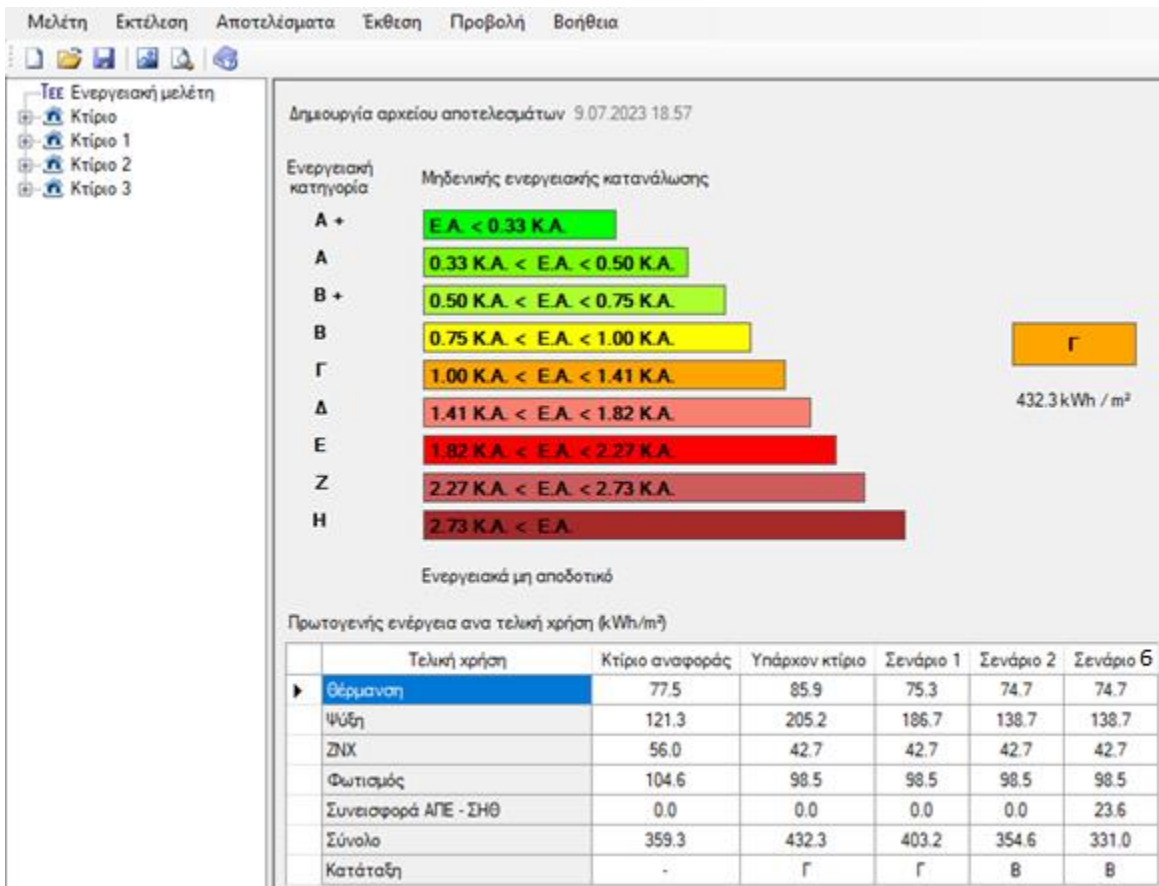 Μελέτη Εκτέλεση Αποτελέσματα Έκθεση Προβολή Βοήθεια
ΤΕΕ Ενεργειακή μελέτη
Κτίριο
Κτίριο 1
Κτίριο 2
Κτίριο 3
Δημιουργία αρχείου αποτελεσμάτων 9.07.2023 18.57
Ενεργειακή κατηγορία
Μηδενικής ενεργειακής κατανάλωσης
Α + Ε.Α. < 0.33 Κ.Α.
Α 0.33 Κ.Α. < Ε.Α. < 0.50 Κ.Α.
Β + 0.50 Κ.Α. < Ε.Α. < 0.75 Κ.Α.
Β 0.75 Κ.Α. < Ε.Α. < 1.00 Κ.Α.
Γ 1.00 Κ.Α. < Ε.Α. < 1.41 Κ.Α.
Δ 1.41 Κ.Α. < Ε.Α. < 1.82 Κ.Α.
Ε 1.82 Κ.Α. < Ε.Α. < 2.27 Κ.Α.
Ζ 2.27 Κ.Α. < Ε.Α. < 2.73 Κ.Α.
Η 2.73 Κ.Α. < Ε.Α.
Γ
432.3 kWh / m²
Ενεργειακά μη αποδοτικό
Πρωτογενής ενέργεια ανα τελική χρήση (kWh/m²)
Τελική χρήση Κτίριο αναφοράς Υπάρχον κτίριο Σενάριο 1 Σενάριο 2 Σενάριο 6
Θέρμανση 77.5 85.9 75.3 74.7 74.7
Ψύξη 121.3 205.2 186.7 138.7 138.7
ΖΝΧ 56.0 42.7 42.7 42.7 42.7
Φωτισμός 104.6 98.5 98.5 98.5 98.5
Συνεισφορά ΑΠΕ - ΣΗΘ 0.0 0.0 0.0 0.0 23.6
Σύνολο 359.3 432.3 403.2 354.6 331.0
Κατάταξη - Γ Γ Β Β